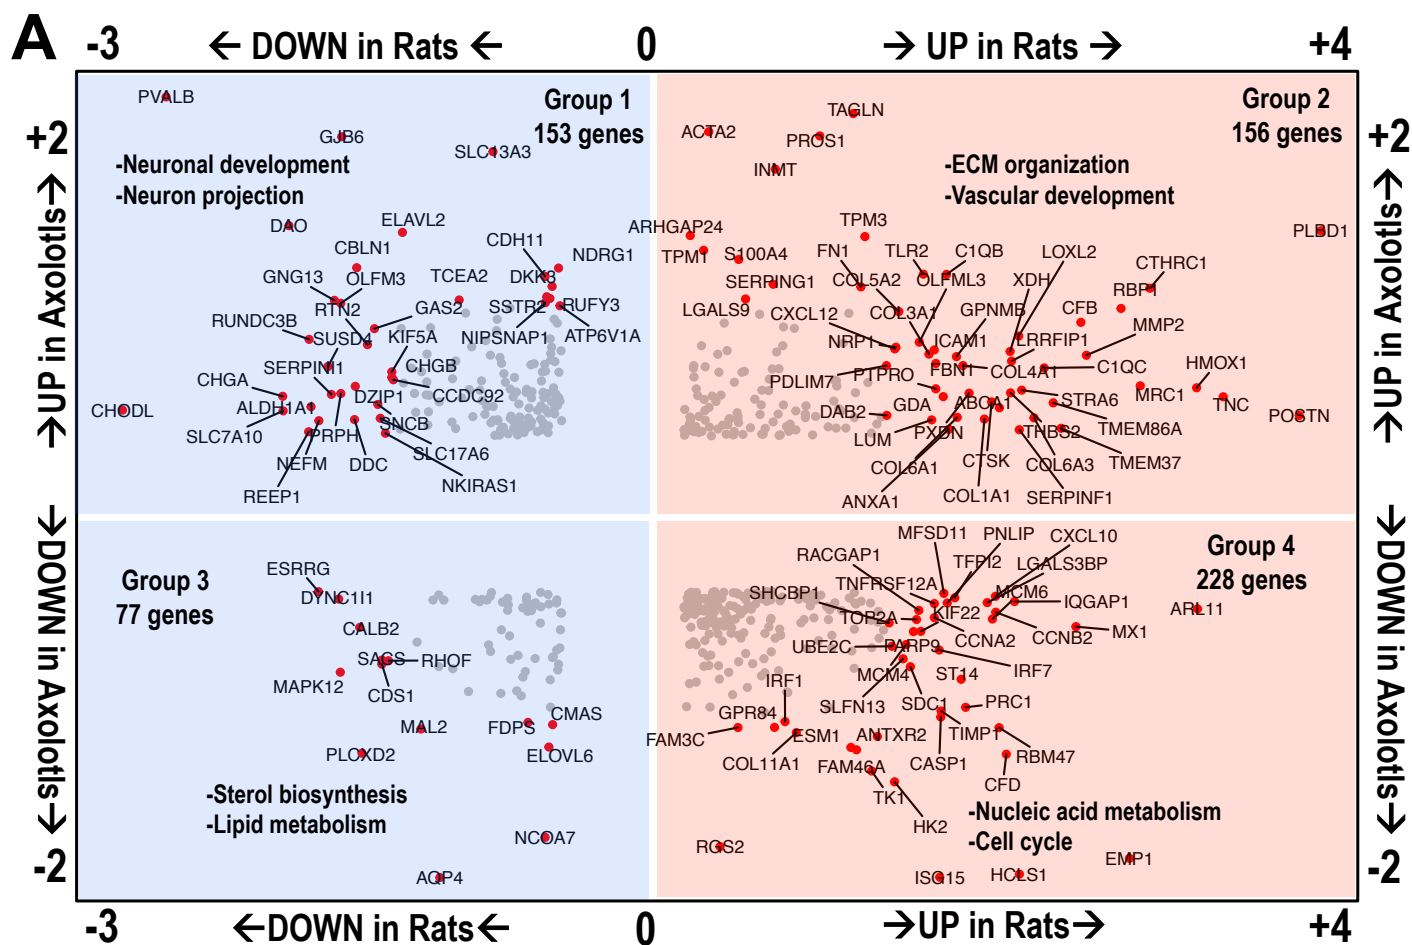 A
-3
← DOWN in Rats ←
0
→ UP in Rats →
+4
+2
→UP in Axolotls→
←DOWN in Axolotls←
-2
+2
→UP in Axolotls→
←DOWN in Axolotls←
-2
Group 1
153 genes
-Neuronal development
-Neuron projection
PVALB
GJB6
SLC13A3
DAO
ELAVL2
CBLN1
CDH11
NDRG1
GNG13
OLFM3
TCEA2
DKK3
RTN2
GAS2
SSTR2
RUFY3
RUNDC3B
SUSD4
KIF5A
NIPSNAP1
ATP6V1A
SERPINI1
CHGB
CHGA
DZIP1
CCDC92
CHODL
ALDH1A1
SNCB
SLC7A10
PRPH
SLC17A6
NEFM
DDC
REEP1
NKIRAS1
Group 2
156 genes
-ECM organization
-Vascular development
TAGLN
ACTA2
PROS1
INMT
ARHGAP24
TPM3
PLBD1
TPM1
S100A4
FN1
TLR2
C1QB
LOXL2
CTHRC1
SERPING1
COL5A2
OLFML3
XDH
RBP1
LGALS9
CXCL12
COL3A1
GPNMB
CFB
MMP2
NRP1
ICAM1
LRRFIP1
PDLIM7
PTPRO
FBN1
COL4A1
C1QC
HMOX1
DAB2
GDA
ABCA1
STRA6
MRC1
TNC
POSTN
LUM
PXDN
THBS2
TMEM86A
COL6A1
CTSK
COL6A3
TMEM37
ANXA1
COL1A1
SERPINF1
Group 3
77 genes
ESRRG
DYNC1I1
CALB2
SACS
RHOF
MAPK12
CDS1
MAL2
FDPS
CMAS
PLCXD2
ELOVL6
-Sterol biosynthesis
-Lipid metabolism
NCOA7
AQP4
Group 4
228 genes
MFSD11
PNLIP
CXCL10
RACGAP1
TFPI2
LGALS3BP
SHCBP1
TNFRSF12A
MCM6
IQGAP1
ARL11
TOP2A
KIF22
CCNA2
CCNB2
MX1
UBE2C
PARP9
MCM4
ST14
IRF7
IRF1
SLFN13
SDC1
PRC1
GPR84
FAM3C
ESM1
ANTXR2
TIMP1
RBM47
COL11A1
FAM46A
CASP1
CFD
TK1
HK2
-Nucleic acid metabolism
-Cell cycle
RGS2
EMP1
ISG15
HCLS1
-3
←DOWN in Rats←
0
→UP in Rats→
+4